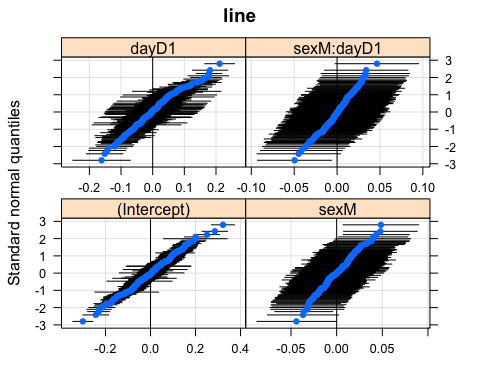 line
dayD1
sexM:dayD1
3
2
1
0
-1
-2
-3
-0.2 -0.1 0.0 0.1 0.2
-0.10 -0.05 0.00 0.05 0.10
Standard normal quantiles
(Intercept)
sexM
3
2
1
0
-1
-2
-3
-0.2 0.0 0.2 0.4
-0.05 0.00 0.05